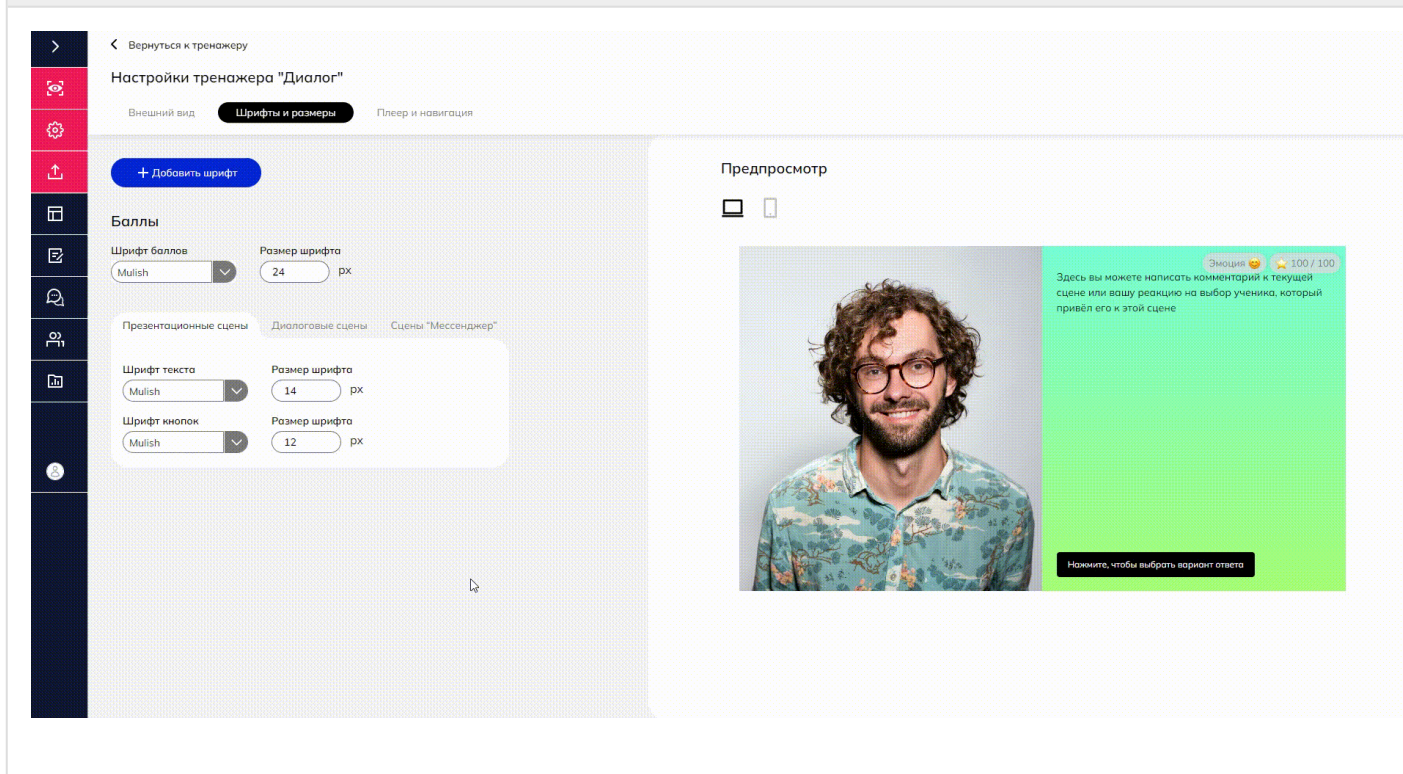 Вернуться к тренажеру
Настройки тренажера "Диалог"
Внешний вид Шрифты и размеры Плеер и навигация
+ Добавить шрифт
Баллы
Шрифт баллов Размер шрифта
Mulish 24 px
Презентационные сцены Диалоговые сцены Сцены "Мессенджер"
Шрифт текста Размер шрифта
Mulish 14 px
Шрифт кнопок Размер шрифта
Mulish 12 px
Предпросмотр
Эмоция 😊 ⭐ 100 / 100
Здесь вы можете написать комментарий к текущей
сцене или вашу реакцию на выбор ученика, который
привёл его к этой сцене
Нажмите, чтобы выбрать вариант ответа